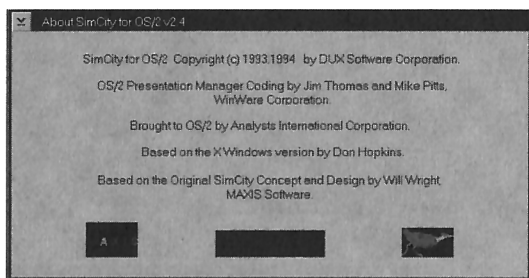 About SimCity for OS/2 v2.4
SimCity for OS/2 Copyright (c) 1993,1994 by DUX Software Corporation.
OS/2 Presentation Manager Coding by Jim Thomas and Mike Pitts,
WinWare Corporation.
Brought to OS/2 by Analysts International Corporation.
Based on the X Windows version by Don Hopkins.
Based on the Original SimCity Concept and Design by Will Wright,
MAXIS Software.